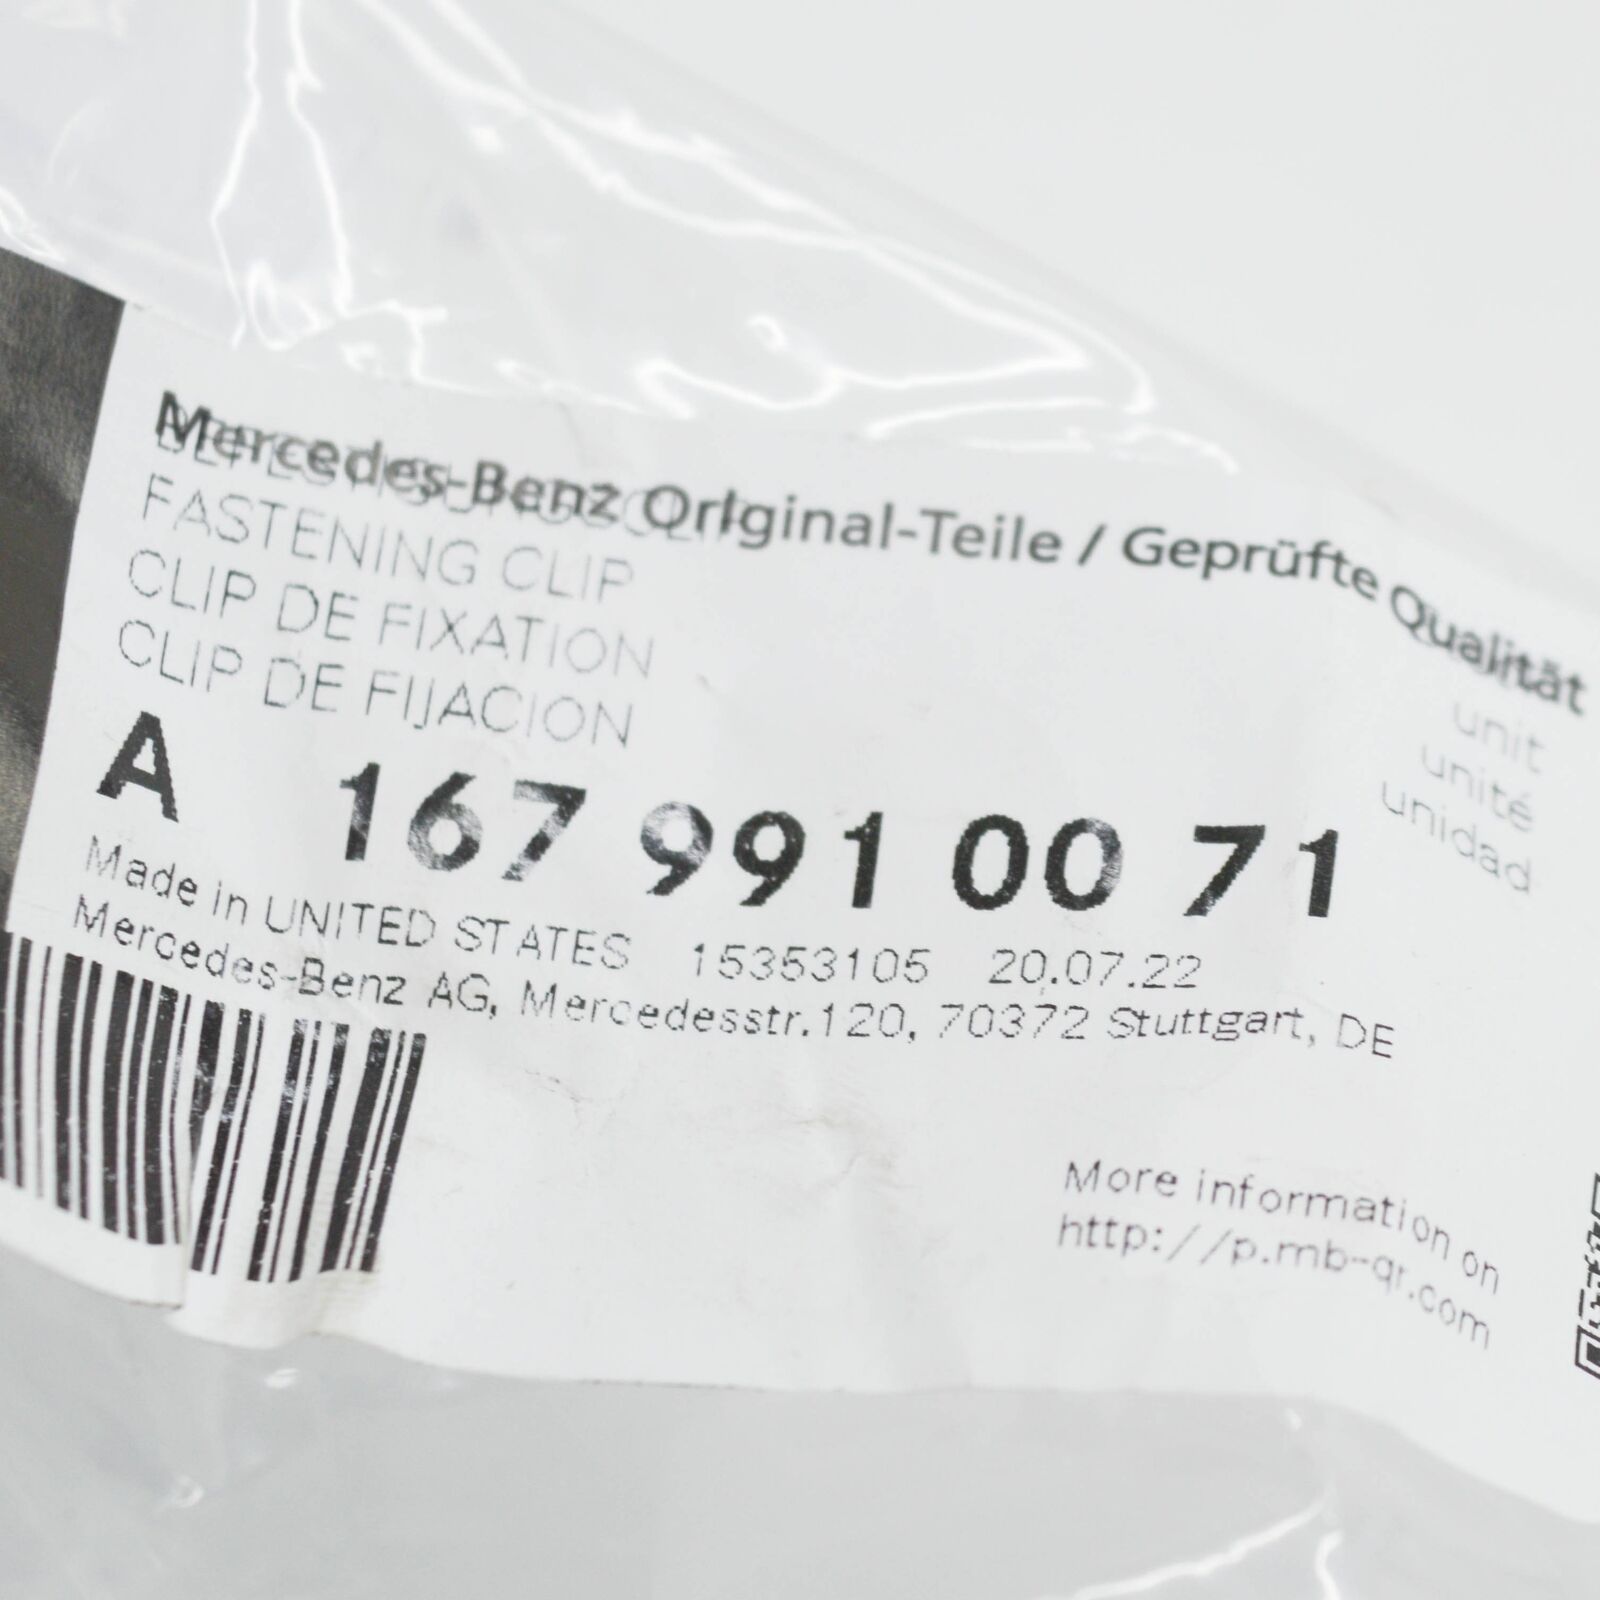 Mercedes-Benz Original-Teile / Geprüfte Qualität
FASTENING CLIP
CLIP DE FIXATION
CLIP DE FIJACION
unit
unité
unidad
A 167 991 00 71
Made in UNITED STATES 15353105 20.07.22
Mercedes-Benz AG, Mercedesstr.120, 70372 Stuttgart, DE
More information on
http://p.mb-qr.com